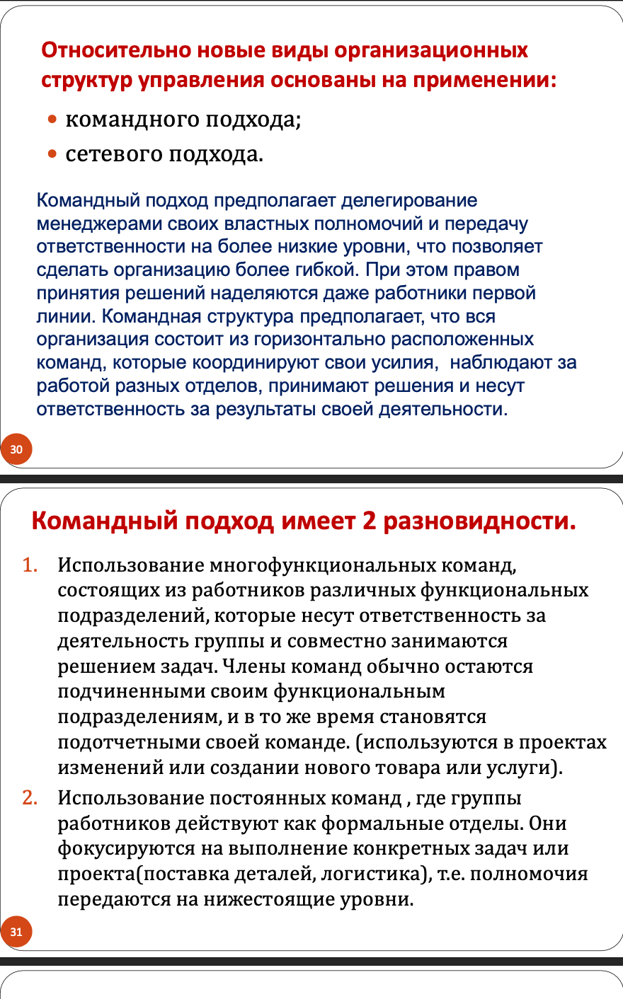 Относительно новые виды организационных
структур управления основаны на применении:
• командного подхода;
• сетевого подхода.
Командный подход предполагает делегирование
менеджерами своих властных полномочий и передачу
ответственности на более низкие уровни, что позволяет
сделать организацию более гибкой. При этом правом
принятия решений наделяются даже работники первой
линии. Командная структура предполагает, что вся
организация состоит из горизонтально расположенных
команд, которые координируют свои усилия,  наблюдают за
работой разных отделов, принимают решения и несут
ответственность за результаты своей деятельности.
30
Командный подход имеет 2 разновидности.
1. Использование многофункциональных команд,
состоящих из работников различных функциональных
подразделений, которые несут ответственность за
деятельность группы и совместно занимаются
решением задач. Члены команд обычно остаются
подчиненными своим функциональным
подразделениям, и в то же время становятся
подотчетными своей команде. (используются в проектах
изменений или создании нового товара или услуги).
2. Использование постоянных команд , где группы
работников действуют как формальные отделы. Они
фокусируются на выполнение конкретных задач или
проекта(поставка деталей, логистика), т.е. полномочия
передаются на нижестоящие уровни.
31